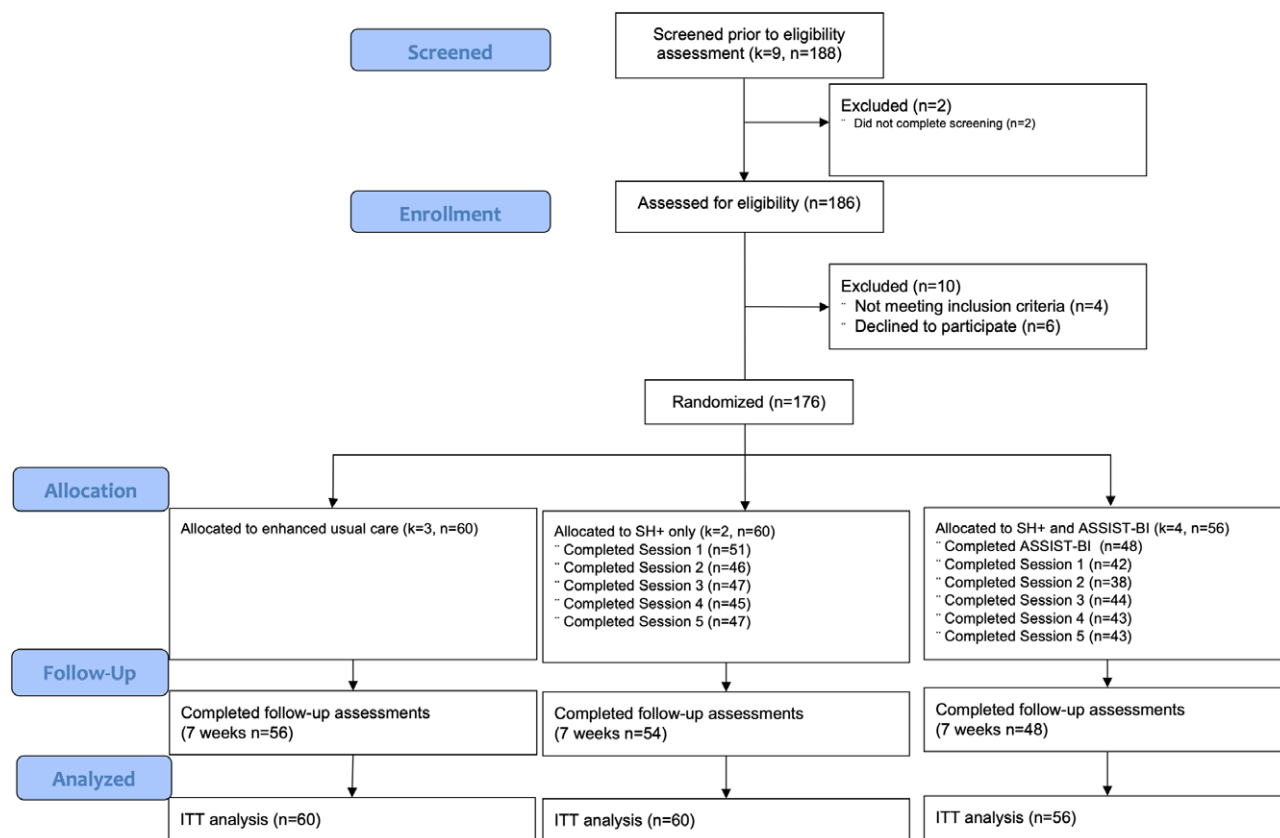 Screened
Screened prior to eligibility
assessment (k=9, n=188)
Excluded (n=2)
¨ Did not complete screening (n=2)
Enrollment
Assessed for eligibility (n=186)
Excluded (n=10)
¨ Not meeting inclusion criteria (n=4)
¨ Declined to participate (n=6)
Randomized (n=176)
Allocation
Allocated to enhanced usual care (k=3, n=60)
Allocated to SH+ only (k=2, n=60)
¨ Completed Session 1 (n=51)
¨ Completed Session 2 (n=46)
¨ Completed Session 3 (n=47)
¨ Completed Session 4 (n=45)
¨ Completed Session 5 (n=47)
Allocated to SH+ and ASSIST-BI (k=4, n=56)
¨ Completed ASSIST-BI (n=48)
¨ Completed Session 1 (n=42)
¨ Completed Session 2 (n=38)
¨ Completed Session 3 (n=44)
¨ Completed Session 4 (n=43)
¨ Completed Session 5 (n=43)
Follow-Up
Completed follow-up assessments
(7 weeks n=56)
Completed follow-up assessments
(7 weeks n=54)
Completed follow-up assessments
(7 weeks n=48)
Analyzed
ITT analysis (n=60)
ITT analysis (n=60)
ITT analysis (n=56)